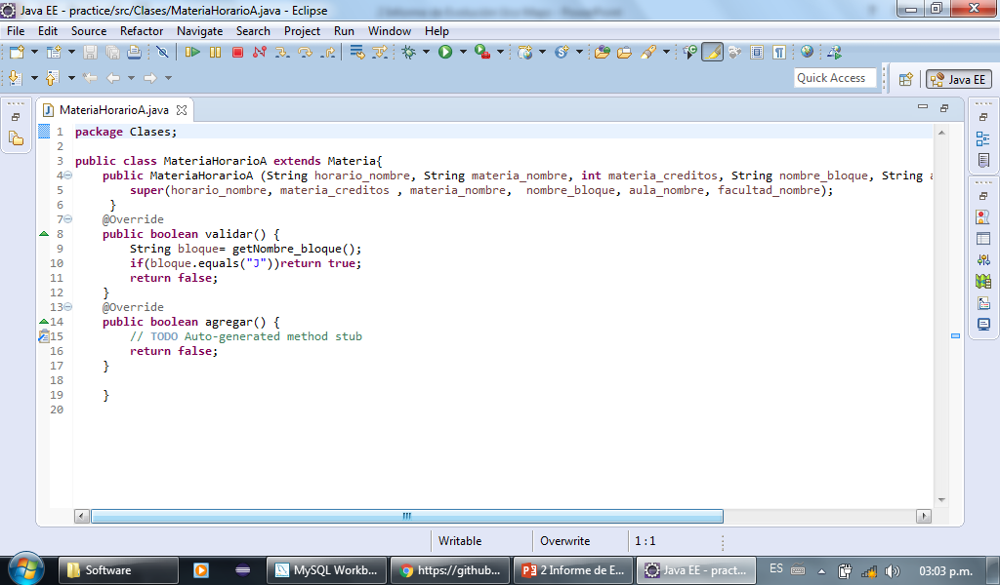 Java EE - practice/src/Clases/MateriaHorarioA.java - Eclipse
File Edit Source Refactor Navigate Search Project Run Window Help
Quick Access
Java EE
MateriaHorarioA.java
1 package Clases;
2
3 public class MateriaHorarioA extends Materia{
4 public MateriaHorarioA (String horario_nombre, String materia_nombre, int materia_creditos, String nombre_bloque, String a
5 super(horario_nombre, materia_creditos , materia_nombre, nombre_bloque, aula_nombre, facultad_nombre);
6 }
7 @Override
8 public boolean validar() {
9 String bloque= getNombre_bloque();
10 if(bloque.equals("J"))return true;
11 return false;
12 }
13 @Override
14 public boolean agregar() {
15 // TODO Auto-generated method stub
16 return false;
17 }
18
19 }
20
Writable Overwrite 1 : 1
Software MySQL Workb... https://github... 2 Informe de E... Java EE - pract... ES 03:03 p.m.